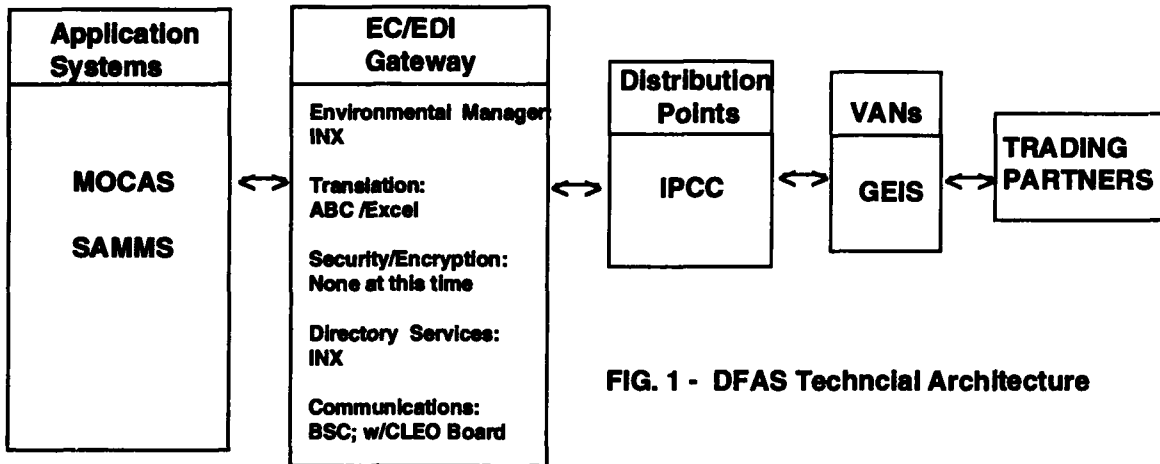 Application
Systems
MOCAS
SAMMS
EC/EDI
Gateway
Environmental Manager:
INX
Translation:
ABC /Excel
Security/Encryption:
None at this time
Directory Services:
INX
Communications:
BSC; w/CLEO Board
Distribution
Points
IPCC
VANs
GEIS
TRADING
PARTNERS
FIG. 1 - DFAS Techncial Architecture